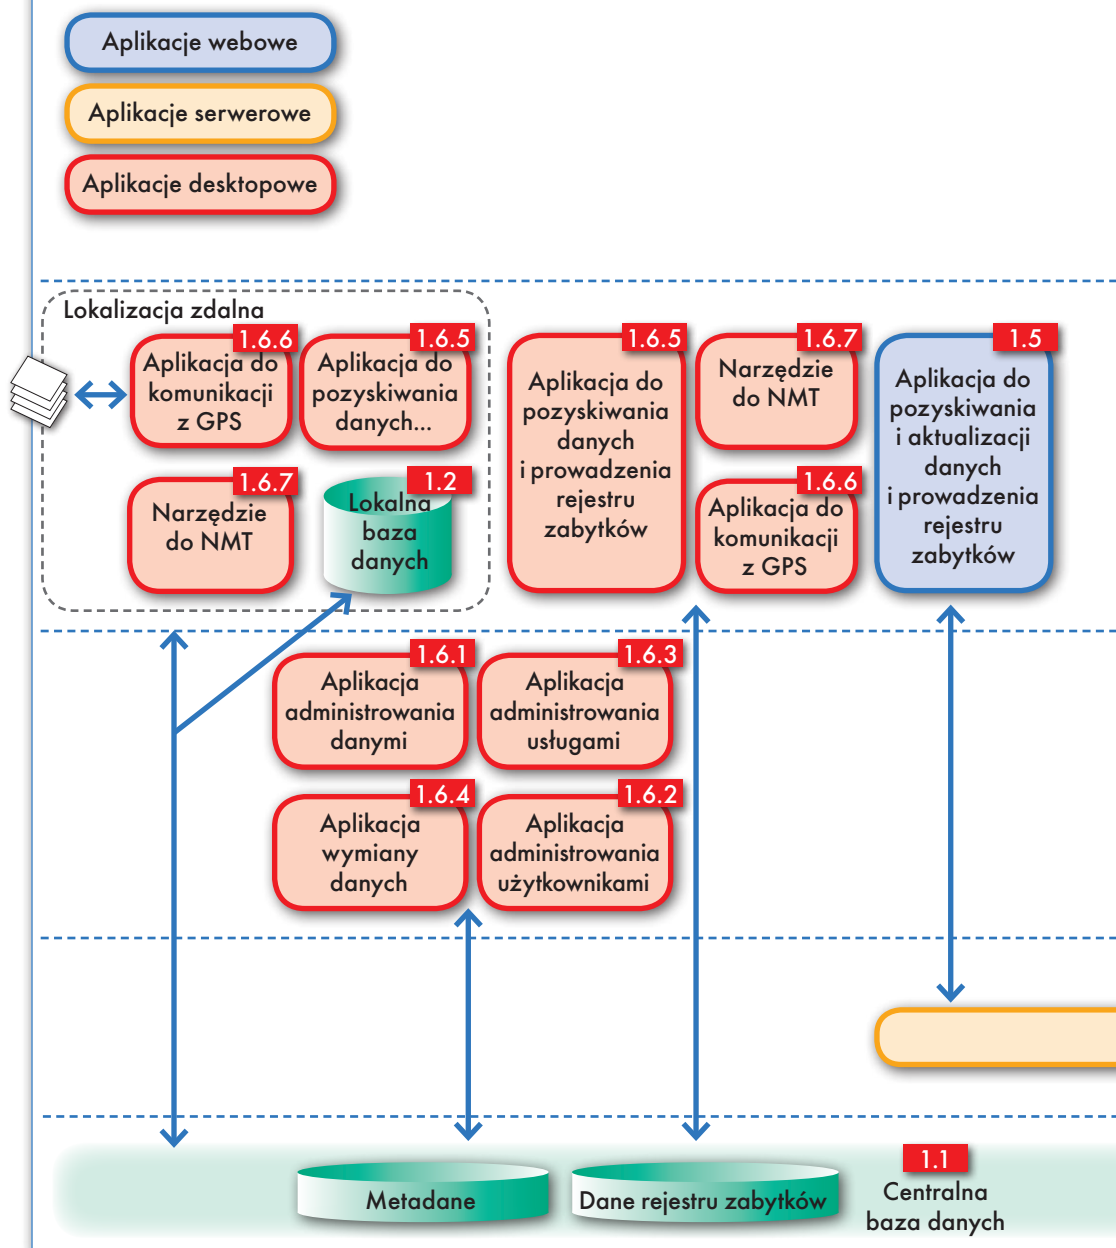 Aplikacje webowe
Aplikacje serwerowe
Aplikacje desktopowe
Lokalizacja zdalna
1.6.6
Aplikacja do
komunikacji
z GPS
1.6.5
Aplikacja do
pozyskiwania
danych...
1.6.7
Narzędzie
do NMT
1.2
Lokalna
baza
danych
1.6.5
Aplikacja do
pozyskiwania
danych
i prowadzenia
rejestru
zabytków
1.6.7
Narzędzie
do NMT
1.6.6
Aplikacja do
komunikacji
z GPS
1.5
Aplikacja do
pozyskiwania
i aktualizacji
danych
i prowadzenia
rejestru
zabytków
1.6.1
Aplikacja
administrowania
danymi
1.6.3
Aplikacja
administrowania
usługami
1.6.4
Aplikacja
wymiany
danych
1.6.2
Aplikacja
administrowania
użytkownikami
Metadane
Dane rejestru zabytków
1.1
Centralna
baza danych